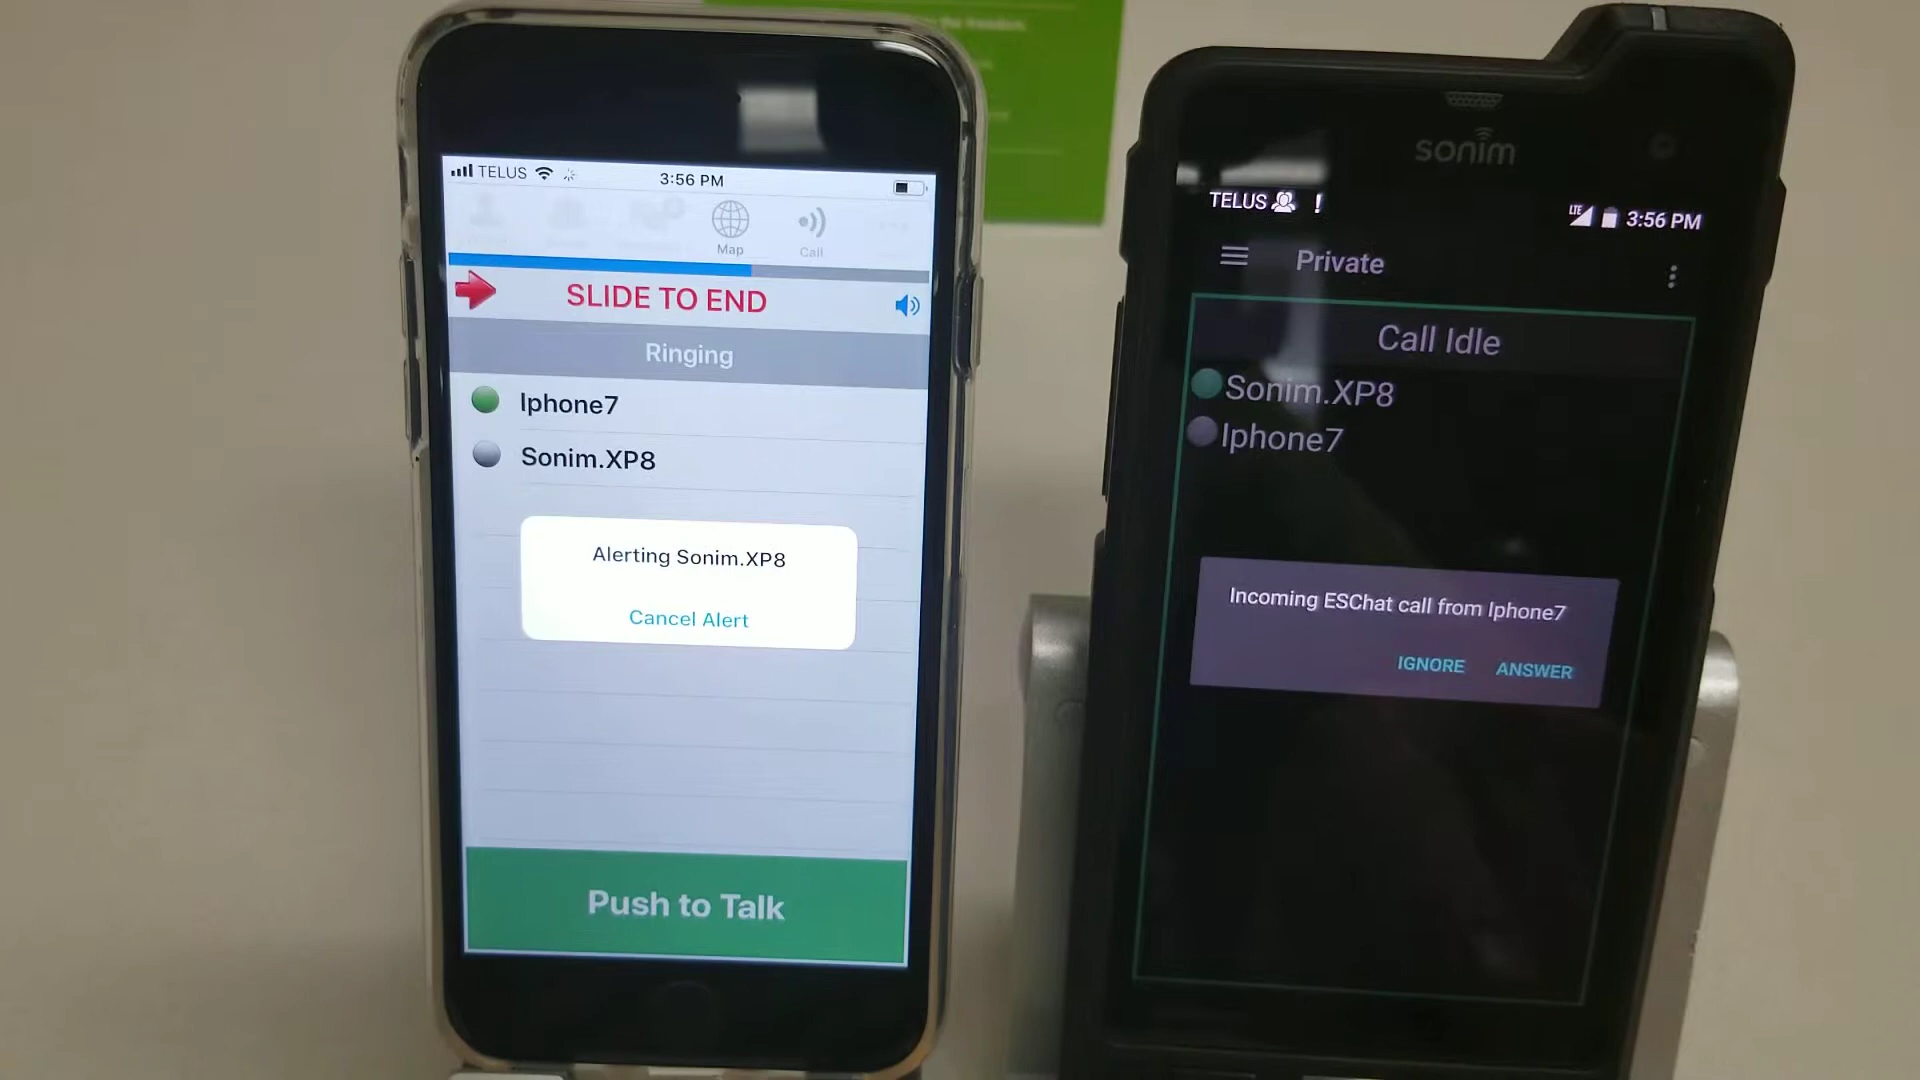 TELUS
3:56 PM
Map
Call
SLIDE TO END
Ringing
Iphone7
Sonim.XP8
Alerting Sonim.XP8
Cancel Alert
Push to Talk
sonim
TELUS
!
LTE
3:56 PM
Private
Call Idle
Sonim.XP8
Iphone7
Incoming ESChat call from Iphone7
IGNORE
ANSWER